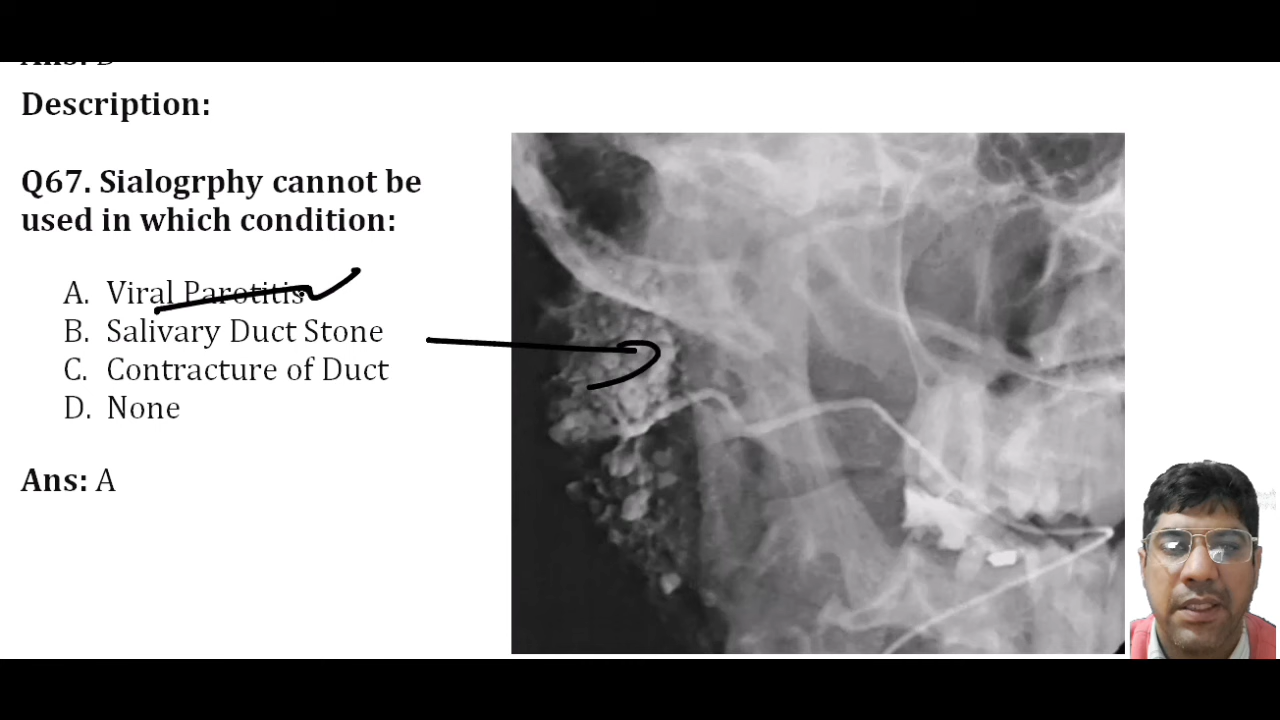 Ans: D
Description:
Q67. Sialogrphy cannot be
used in which condition:
A. Viral Parotitis
B. Salivary Duct Stone
C. Contracture of Duct
D. None
Ans: A